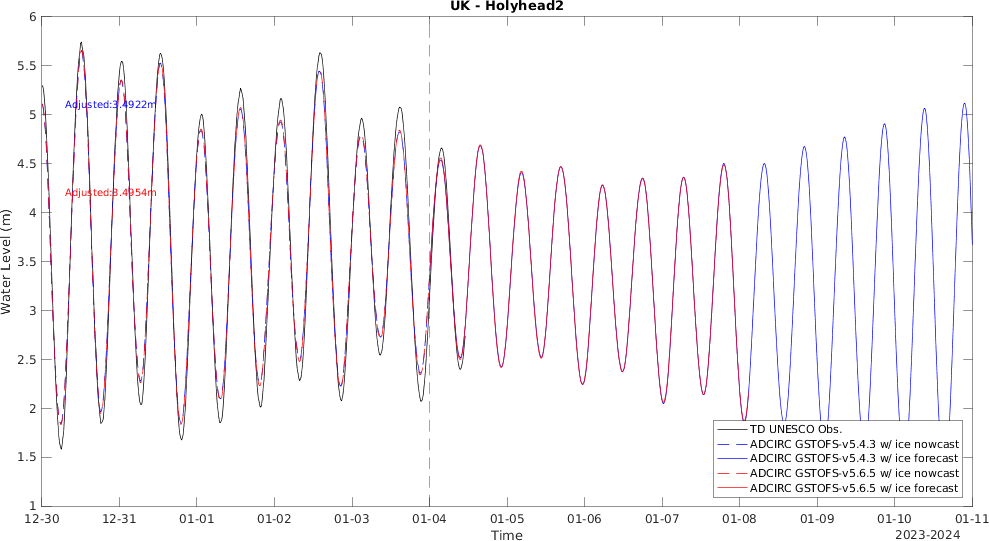 UK - Holyhead2
6
5.5
5
4.5
4
3.5
3
2.5
2
1.5
1
Water Level (m)
Adjusted:3.4922m
Adjusted:3.4954m
TD UNESCO Obs.
ADCIRC GSTOFS-v5.4.3 w/ ice nowcast
ADCIRC GSTOFS-v5.4.3 w/ ice forecast
ADCIRC GSTOFS-v5.6.5 w/ ice nowcast
ADCIRC GSTOFS-v5.6.5 w/ ice forecast
12-30 12-31 01-01 01-02 01-03 01-04 01-05 01-06 01-07 01-08 01-09 01-10 01-11
Time
2023-2024